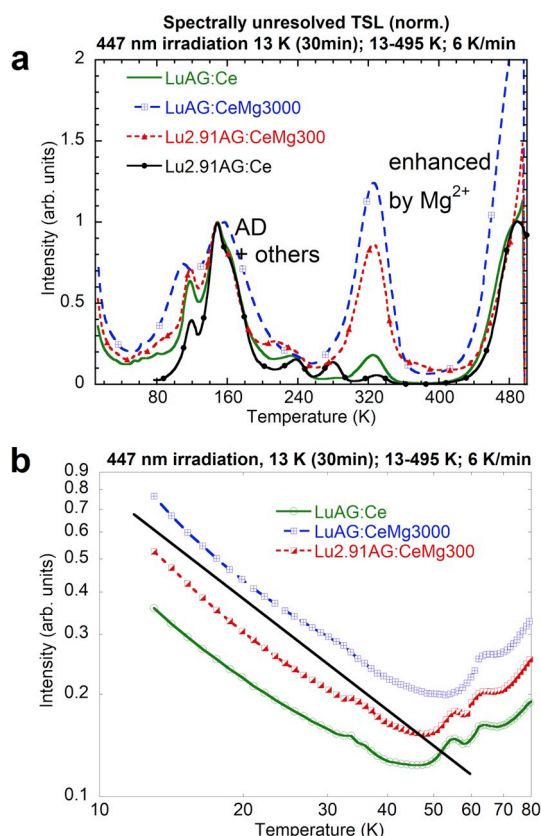 Spectrally unresolved TSL (norm.)
447 nm irradiation 13 K (30min); 13-495 K; 6 K/min
a
2
1.5
1
0.5
0
Intensity (arb. units)
LuAG:Ce
LuAG:CeMg3000
Lu2.91AG:CeMg300
Lu2.91AG:Ce
enhanced
by Mg2+
AD
+ others
80 160 240 320 400 480
Temperature (K)
b
447 nm irradiation, 13 K (30min); 13-495 K; 6 K/min
0.9
0.8
0.7
0.6
0.5
0.4
0.3
0.2
0.1
Intensity (arb. units)
LuAG:Ce
LuAG:CeMg3000
Lu2.91AG:CeMg300
10 20 30 40 50 60 70 80
Temperature (K)